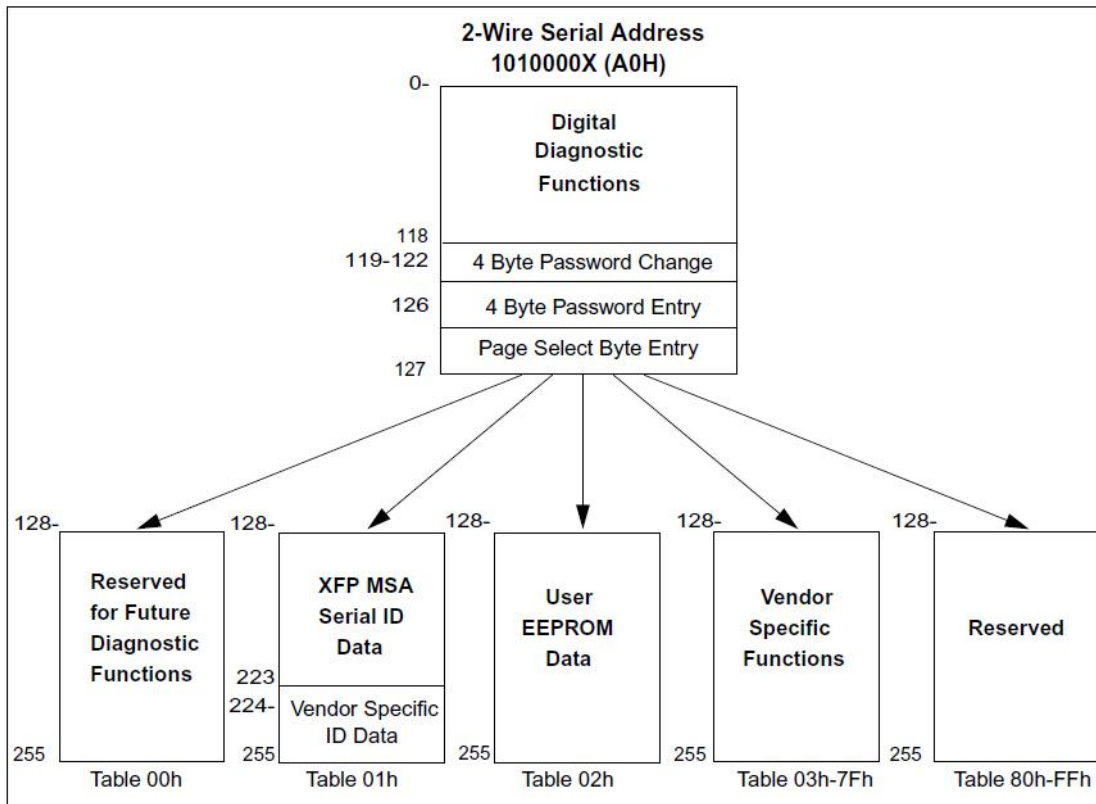 2-Wire Serial Address
1010000X (A0H)
0-
Digital
Diagnostic
Functions
118
119-122
4 Byte Password Change
126
4 Byte Password Entry
Page Select Byte Entry
127
128-
128-
128-
128-
128-
Reserved
for Future
Diagnostic
Functions
255
Table 00h
XFP MSA
Serial ID
Data
223
224-
Vendor Specific
ID Data
255
Table 01h
User
EEPROM
Data
255
Table 02h
Vendor
Specific
Functions
255
Table 03h-7Fh
Reserved
255
Table 80h-FFh